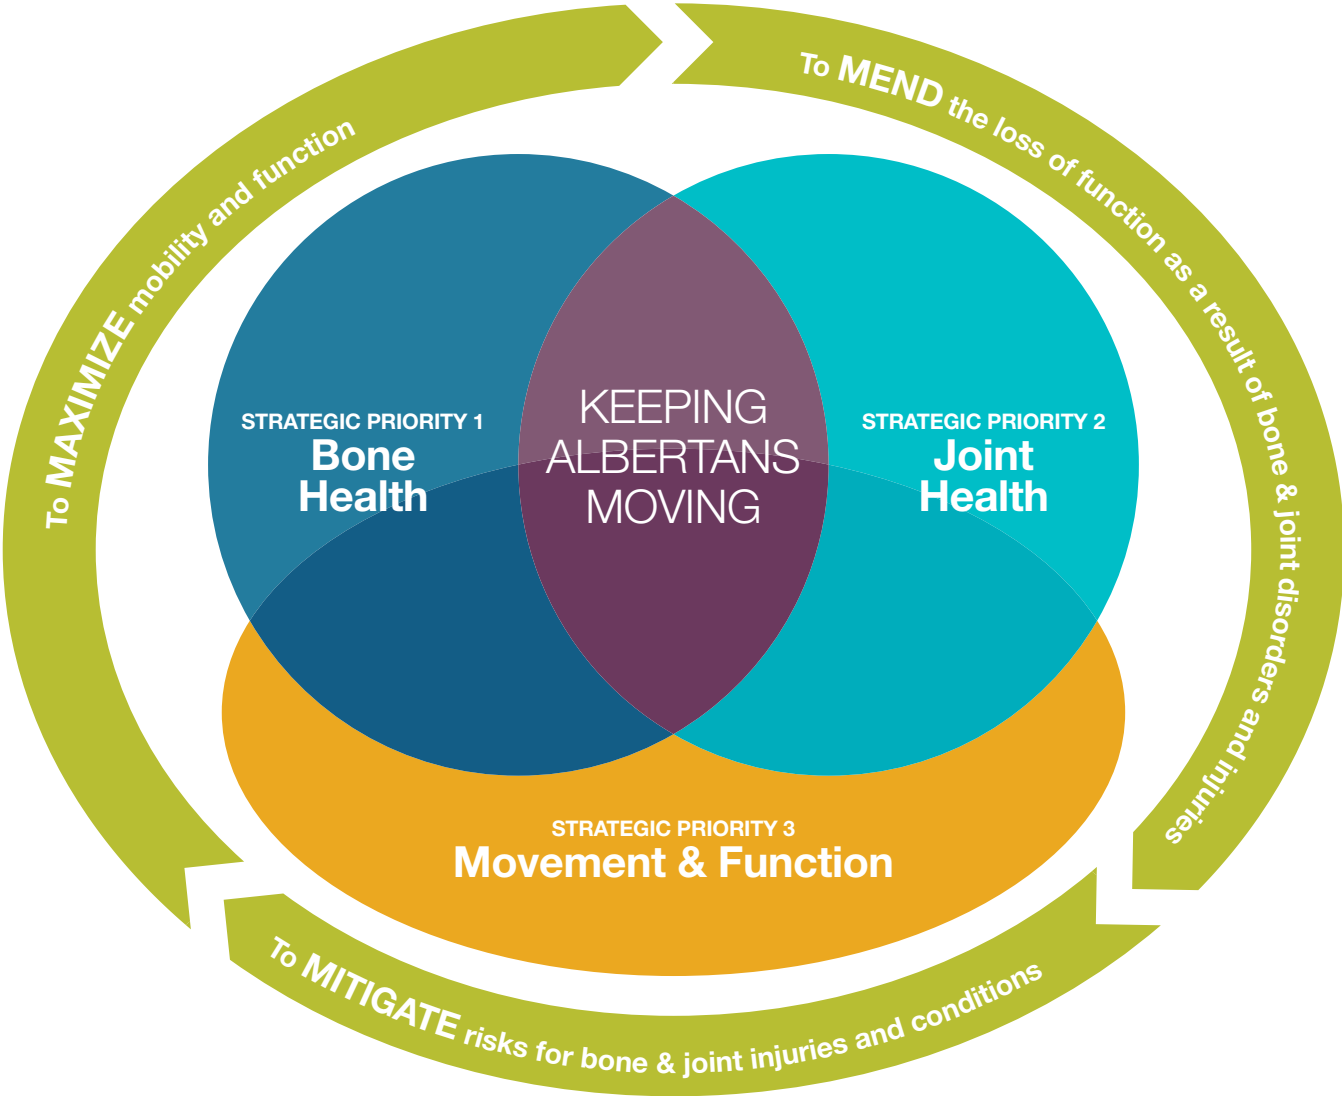 To MAXIMIZE mobility and function
To MEND the loss of function as a result of bone & joint disorders and injuries
STRATEGIC PRIORITY 1
Bone
Health
KEEPING
ALBERTANS
MOVING
STRATEGIC PRIORITY 2
Joint
Health
STRATEGIC PRIORITY 3
Movement & Function
To MITIGATE risks for bone & joint injuries and conditions